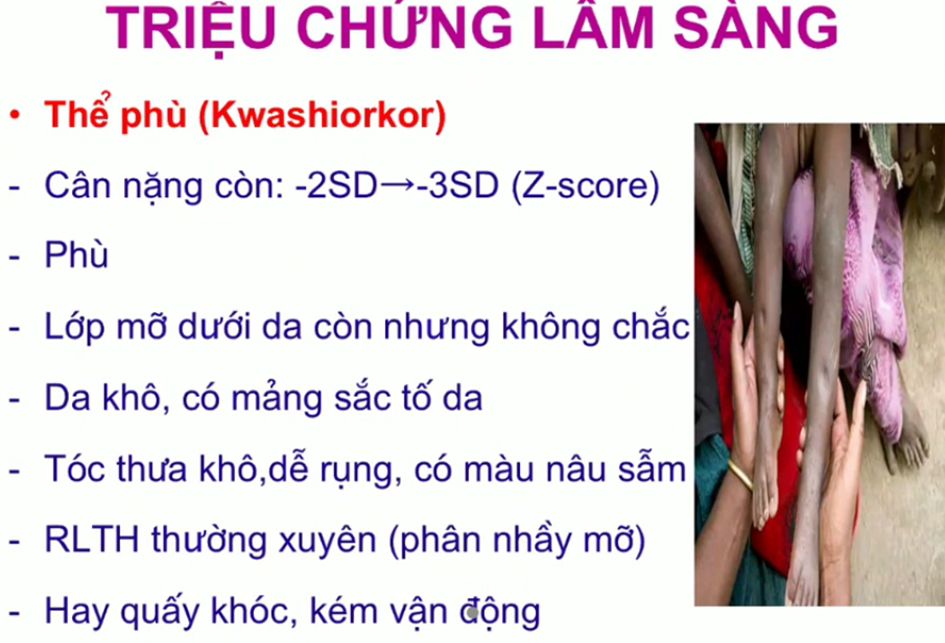 TRIỆU CHỨNG LÂM SÀNG
• Thể phù (Kwashiorkor)
- Cân nặng còn: -2SD→-3SD (Z-score)
- Phù
- Lớp mỡ dưới da còn nhưng không chắc
- Da khô, có mảng sắc tố da
- Tóc thưa khô,dễ rụng, có màu nâu sẫm
- RLTH thường xuyên (phân nhầy mỡ)
- Hay quấy khóc, kém vận động